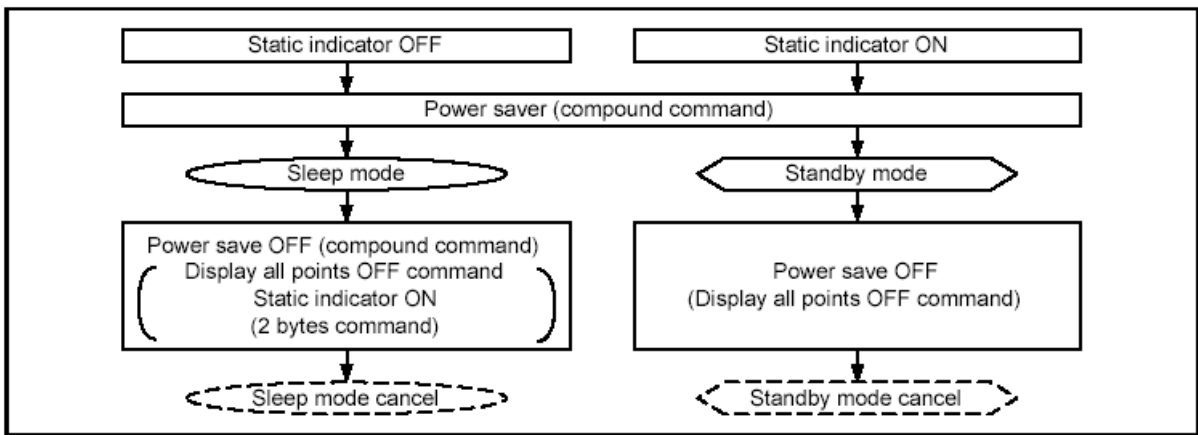 Static indicator OFF
Static indicator ON
Power saver (compound command)
Sleep mode
Standby mode
Power save OFF (compound command)
Display all points OFF command
Static indicator ON
(2 bytes command)
Power save OFF
(Display all points OFF command)
Sleep mode cancel
Standby mode cancel